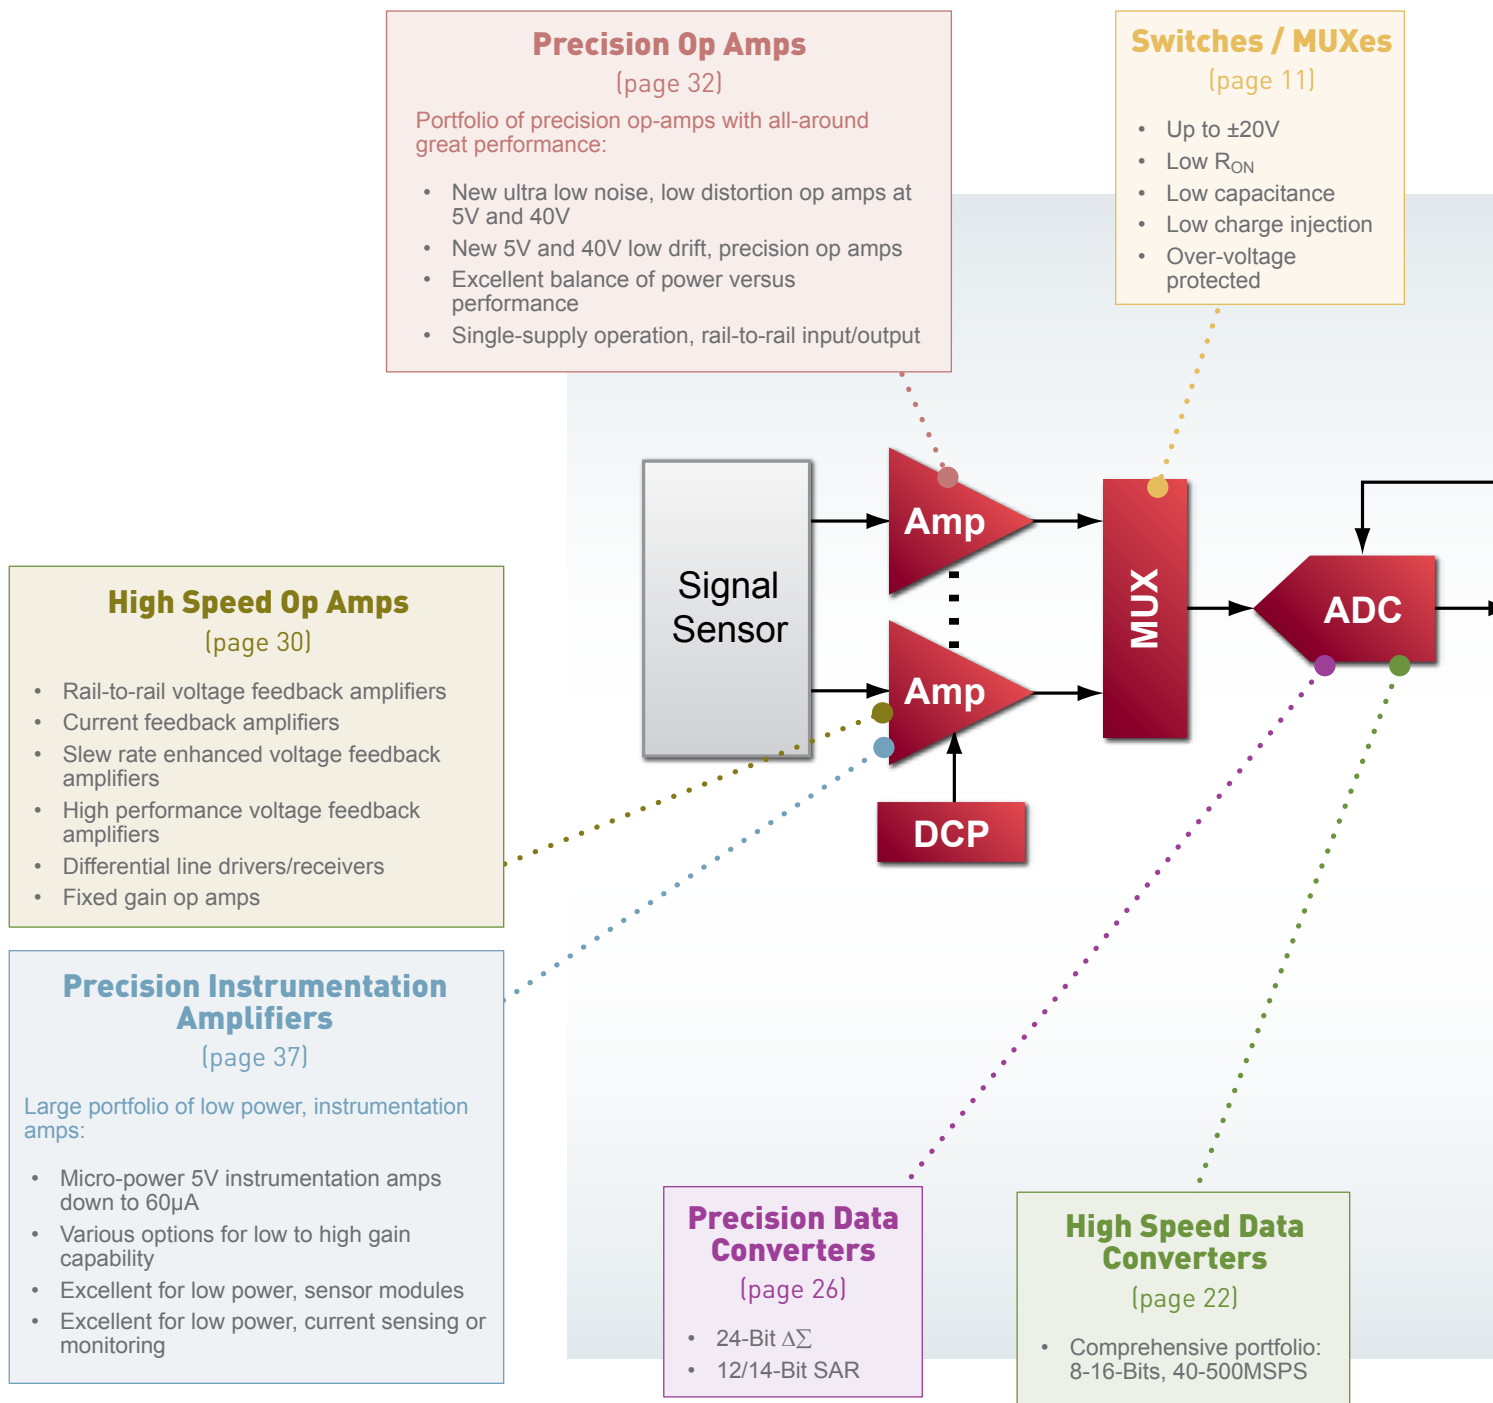 Precision Op Amps
(page 32)
Portfolio of precision op-amps with all-around
great performance:
• New ultra low noise, low distortion op amps at
5V and 40V
• New 5V and 40V low drift, precision op amps
• Excellent balance of power versus
performance
• Single-supply operation, rail-to-rail input/output
Switches / MUXes
(page 11)
• Up to ±20V
• Low RON
• Low capacitance
• Low charge injection
• Over-voltage
protected
Signal
Sensor
Amp
Amp
DCP
MUX
ADC
High Speed Op Amps
(page 30)
• Rail-to-rail voltage feedback amplifiers
• Current feedback amplifiers
• Slew rate enhanced voltage feedback
amplifiers
• High performance voltage feedback
amplifiers
• Differential line drivers/receivers
• Fixed gain op amps
Precision Instrumentation
Amplifiers
(page 37)
Large portfolio of low power, instrumentation
amps:
• Micro-power 5V instrumentation amps
down to 60µA
• Various options for low to high gain
capability
• Excellent for low power, sensor modules
• Excellent for low power, current sensing or
monitoring
Precision Data
Converters
(page 26)
• 24-Bit ΔΣ
• 12/14-Bit SAR
High Speed Data
Converters
(page 22)
• Comprehensive portfolio:
8-16-Bits, 40-500MSPS